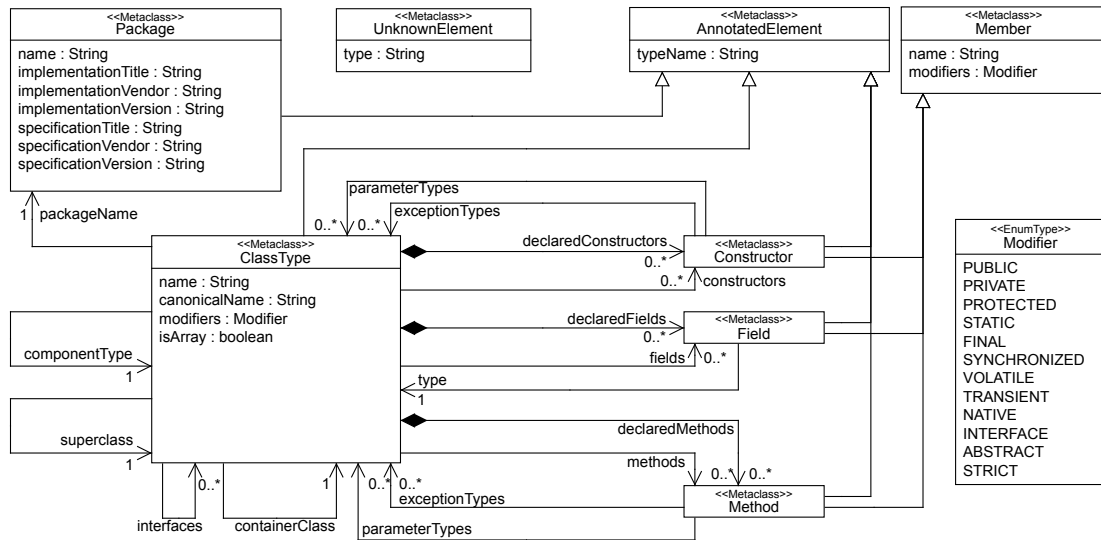 <<Metaclass>>
Package
name : String
implementationTitle : String
implementationVendor : String
implementationVersion : String
specificationTitle : String
specificationVendor : String
specificationVersion : String
<<Metaclass>>
UnknownElement
type : String
<<Metaclass>>
AnnotatedElement
typeName : String
<<Metaclass>>
Member
name : String
modifiers : Modifier
1
packageName
parameterTypes
0..*
exceptionTypes
0..*
<<Metaclass>>
ClassType
name : String
canonicalName : String
modifiers : Modifier
isArray : boolean
declaredConstructors
0..*
<<Metaclass>>
Constructor
0..*
constructors
declaredFields
0..*
<<Metaclass>>
Field
fields
0..*
type
1
componentType
1
superclass
1
declaredMethods
methods
0..*
0..*
<<Metaclass>>
Method
0..*
0..*
exceptionTypes
parameterTypes
0..*
interfaces
1
containerClass
<<EnumType>>
Modifier
PUBLIC
PRIVATE
PROTECTED
STATIC
FINAL
SYNCHRONIZED
VOLATILE
TRANSIENT
NATIVE
INTERFACE
ABSTRACT
STRICT